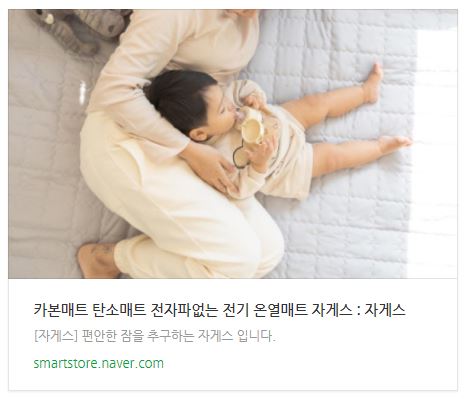 카본매트 탄소매트 전자파없는 전기 온열매트 자게스 : 자게스
[자게스] 편안한 잠을 추구하는 자게스 입니다.
smartstore.naver.com